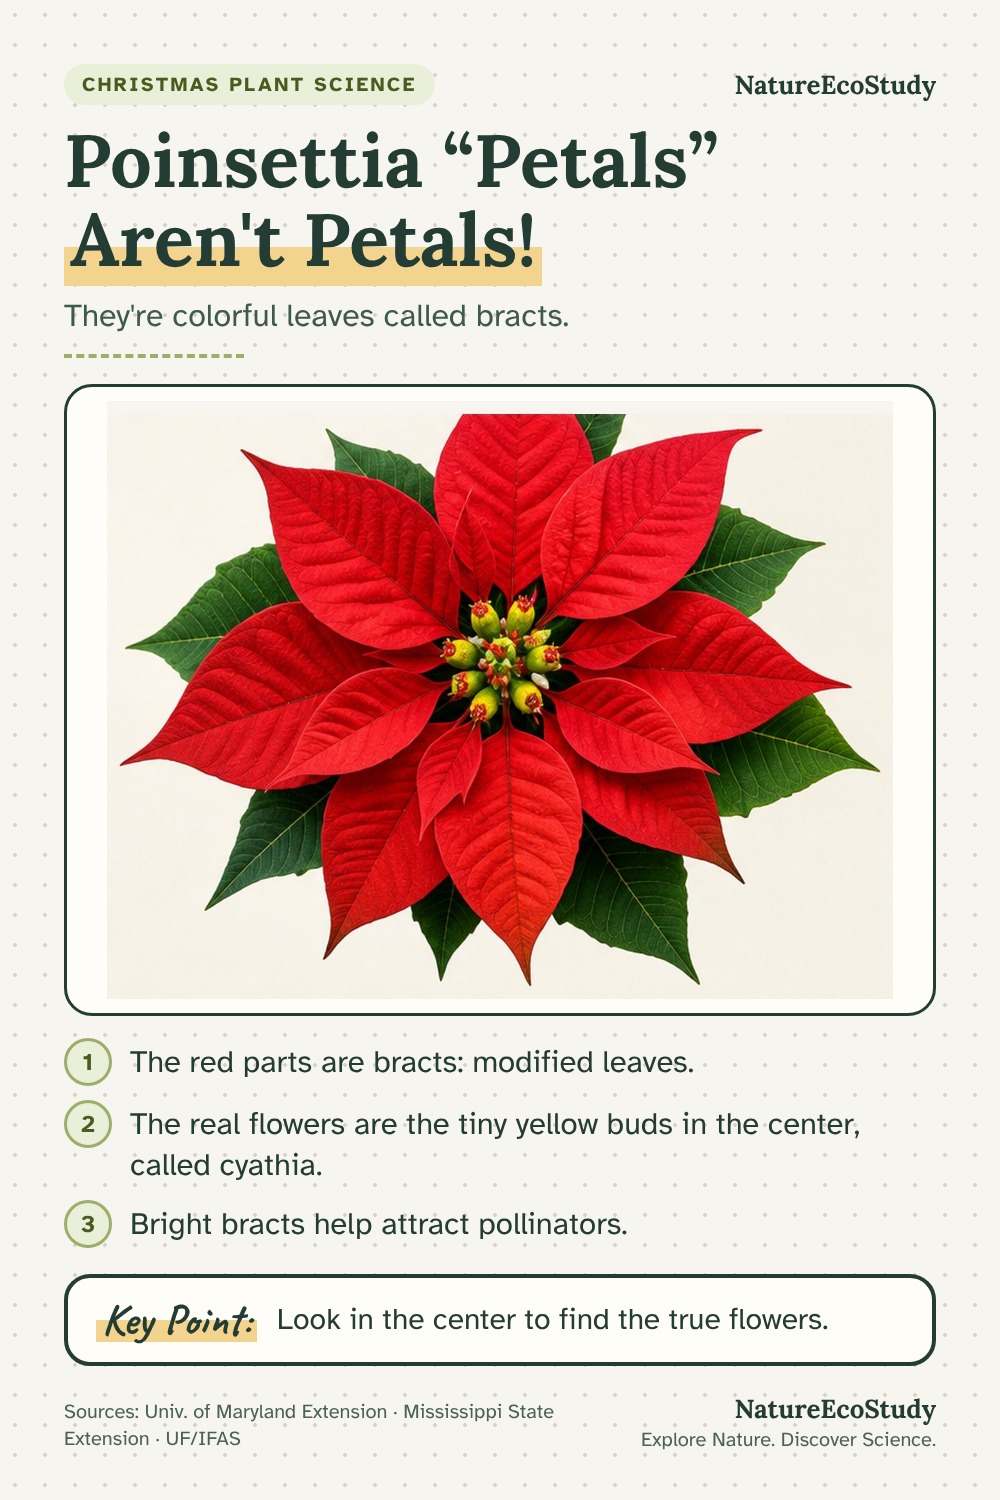 CHRISTMAS PLANT SCIENCE
NatureEcoStudy
Poinsettia “Petals”
Aren't Petals!
They're colorful leaves called bracts.
1 The red parts are bracts: modified leaves.
2 The real flowers are the tiny yellow buds in the center,
called cyathia.
3 Bright bracts help attract pollinators.
Key Point: Look in the center to find the true flowers.
Sources: Univ. of Maryland Extension · Mississippi State
Extension · UF/IFAS
NatureEcoStudy
Explore Nature. Discover Science.